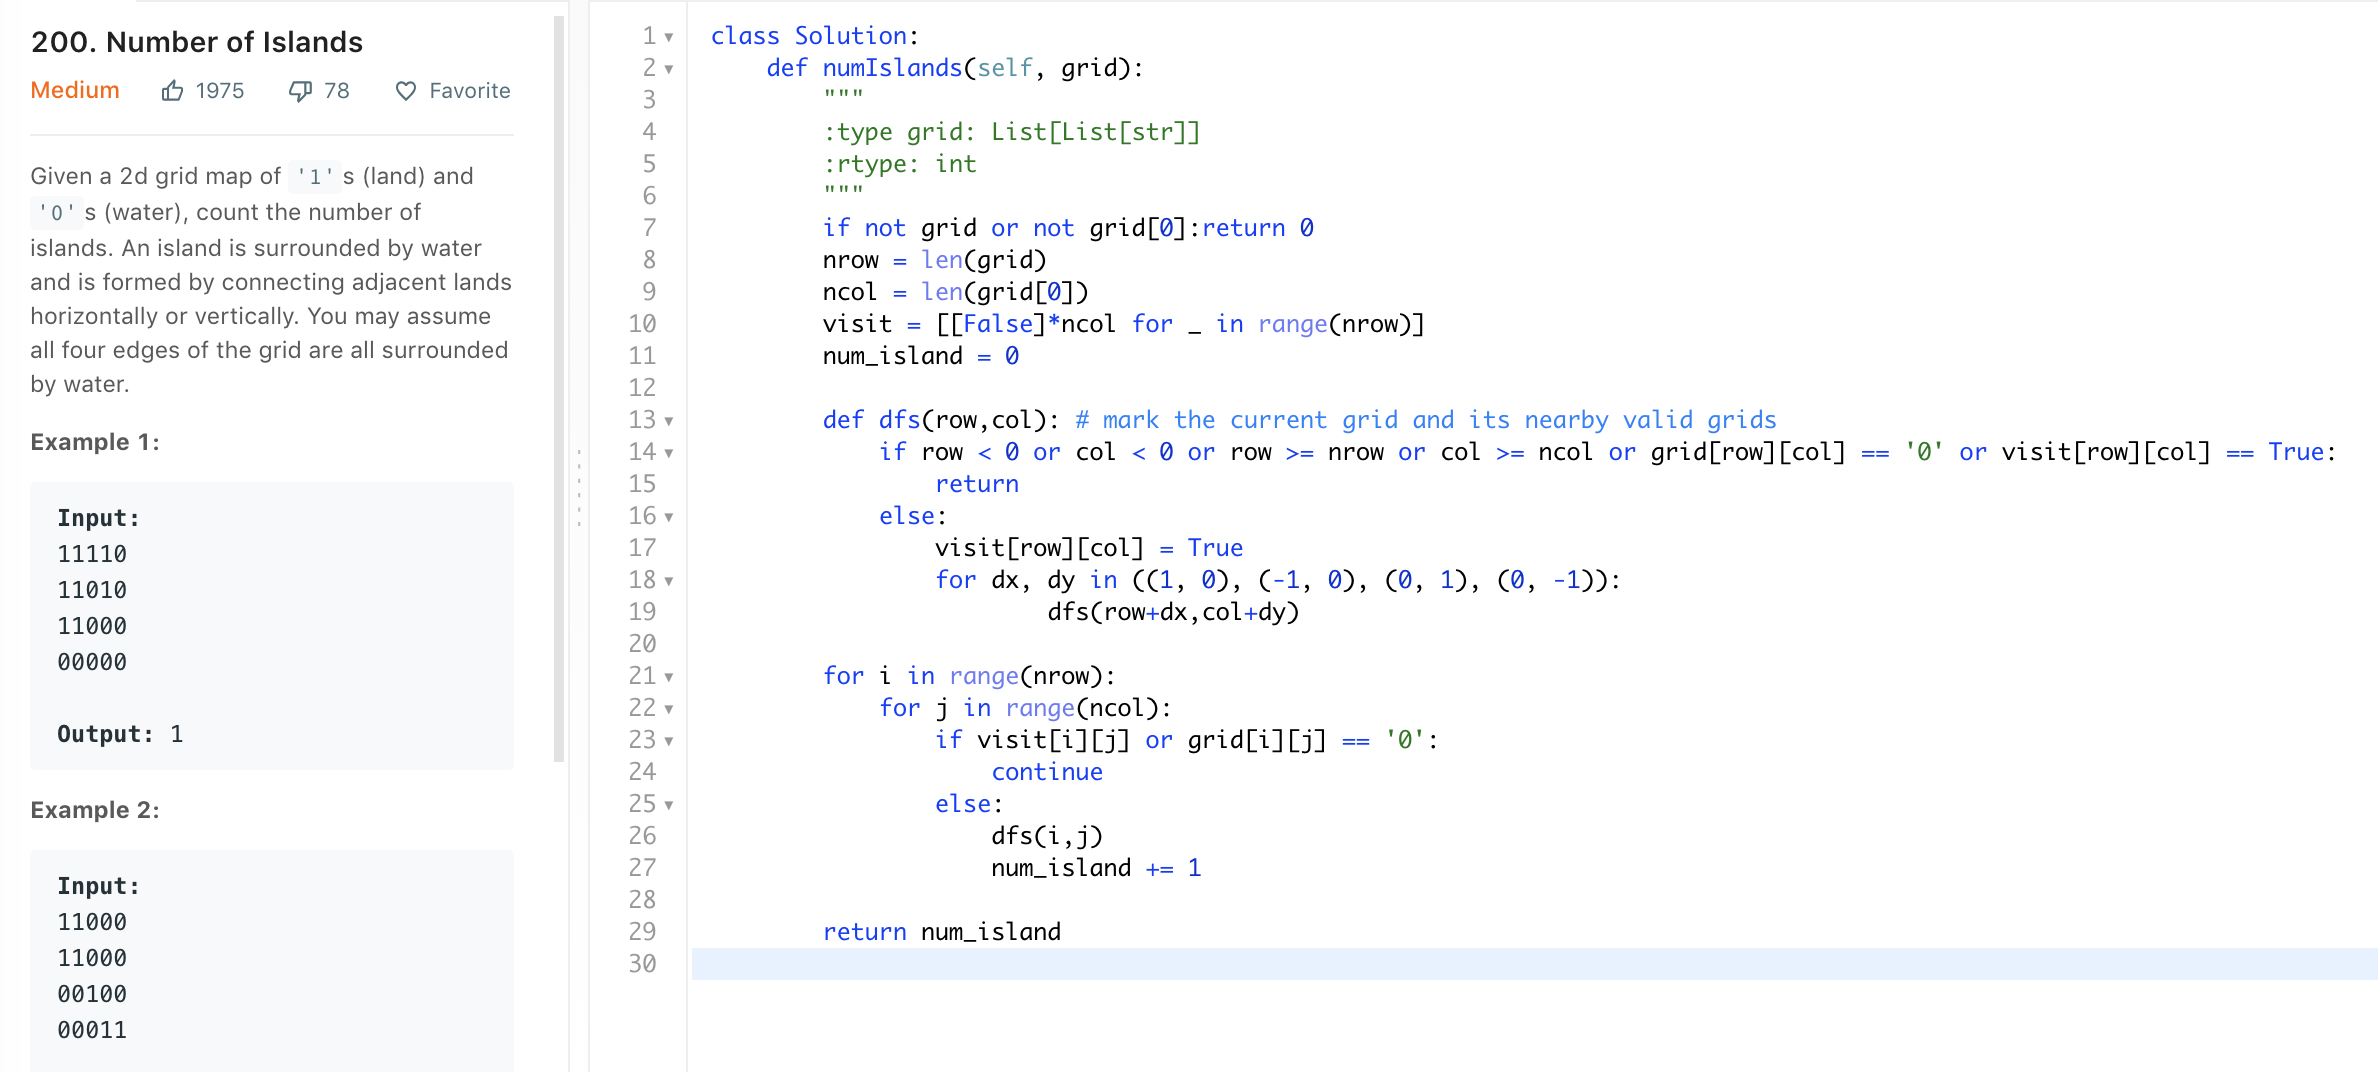 200. Number of Islands
Medium 1975 78 Favorite
Given a 2d grid map of '1's (land) and
'0's (water), count the number of
islands. An island is surrounded by water
and is formed by connecting adjacent lands
horizontally or vertically. You may assume
all four edges of the grid are all surrounded
by water.
Example 1:
Input:
11110
11010
11000
00000
Output: 1
Example 2:
Input:
11000
11000
00100
00011
1 class Solution:
2     def numIslands(self, grid):
3         """
4         :type grid: List[List[str]]
5         :rtype: int
6         """
7         if not grid or not grid[0]:return 0
8         nrow = len(grid)
9         ncol = len(grid[0])
10         visit = [[False]*ncol for _ in range(nrow)]
11         num_island = 0
12
13         def dfs(row,col): # mark the current grid and its nearby valid grids
14             if row < 0 or col < 0 or row >= nrow or col >= ncol or grid[row][col] == '0' or visit[row][col] == True:
15                 return
16             else:
17                 visit[row][col] = True
18                 for dx, dy in ((1, 0), (-1, 0), (0, 1), (0, -1)):
19                         dfs(row+dx,col+dy)
20
21         for i in range(nrow):
22             for j in range(ncol):
23                 if visit[i][j] or grid[i][j] == '0':
24                     continue
25                 else:
26                     dfs(i,j)
27                     num_island += 1
28
29         return num_island
30